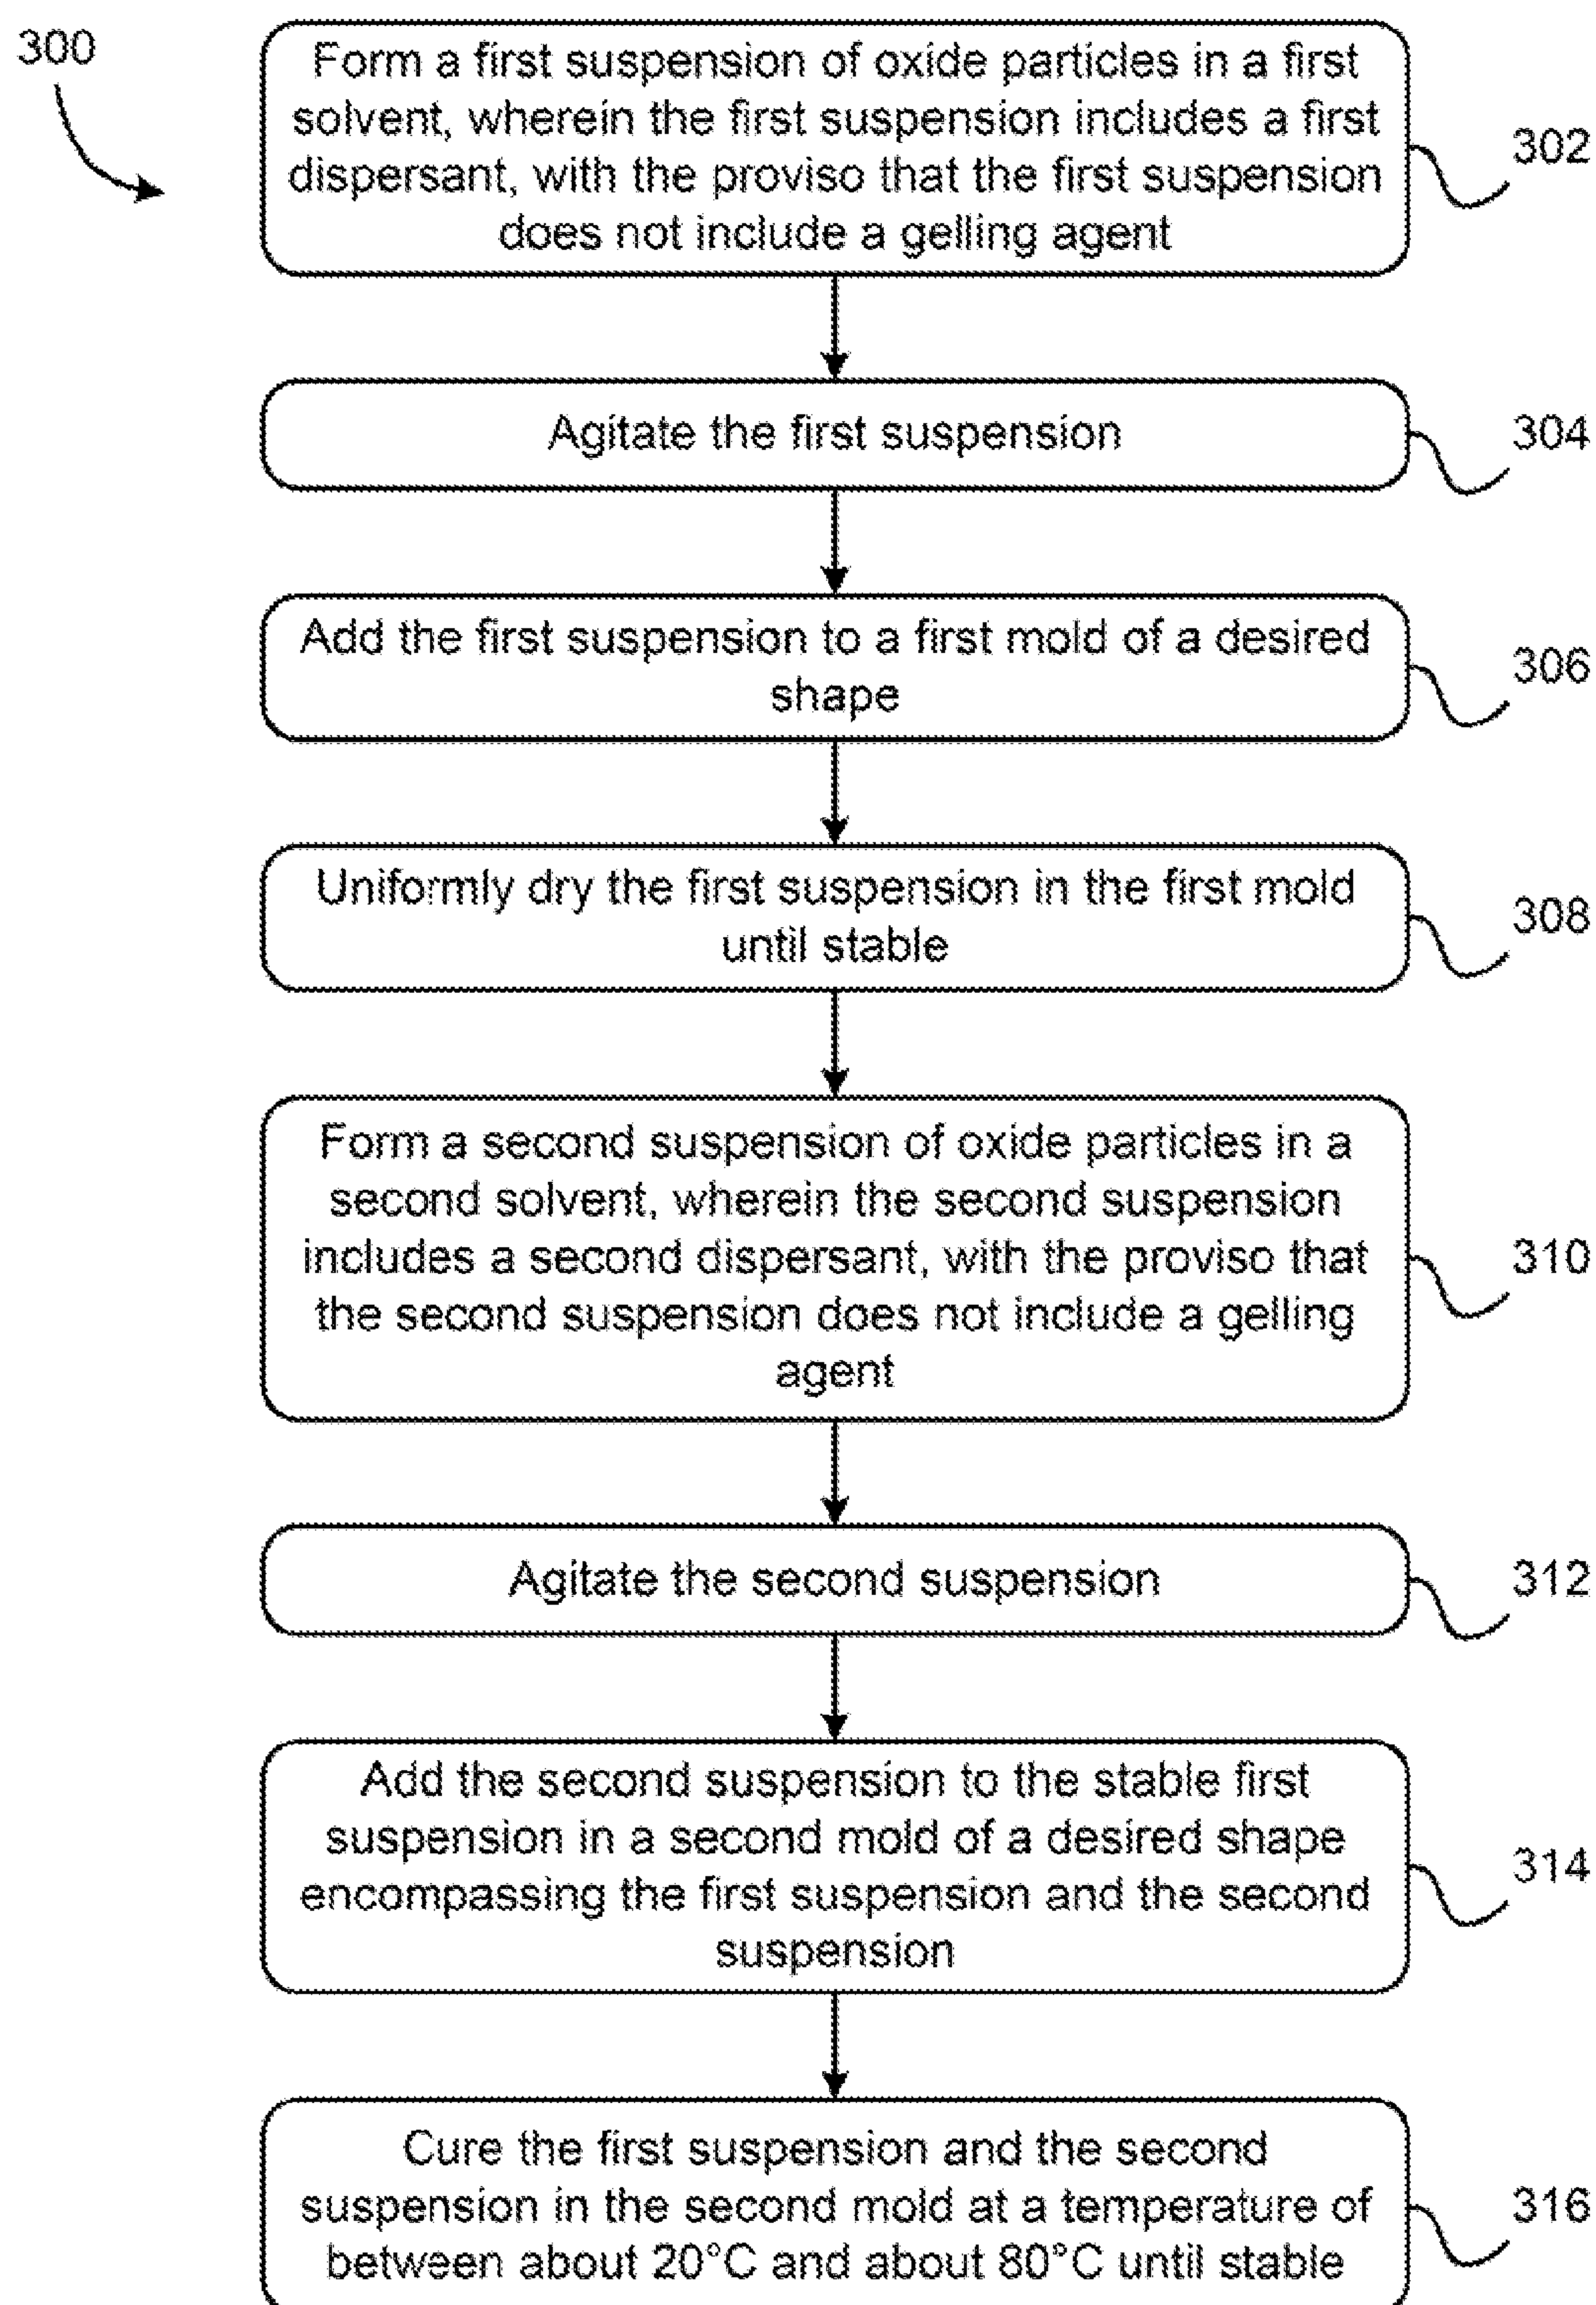 300
Form a first suspension of oxide particles in a first
solvent, wherein the first suspension includes a first
dispersant, with the proviso that the first suspension
does not include a gelling agent
302
Agitate the first suspension
304
Add the first suspension to a first mold of a desired
shape
306
Uniformly dry the first suspension in the first mold
until stable
308
Form a second suspension of oxide particles in a
second solvent, wherein the second suspension
includes a second dispersant, with the proviso that
the second suspension does not include a gelling
agent
310
Agitate the second suspension
312
Add the second suspension to the stable first
suspension in a second mold of a desired shape
encompassing the first suspension and the second
suspension
314
Cure the first suspension and the second
suspension in the second mold at a temperature of
between about 20°C and about 80°C until stable
316